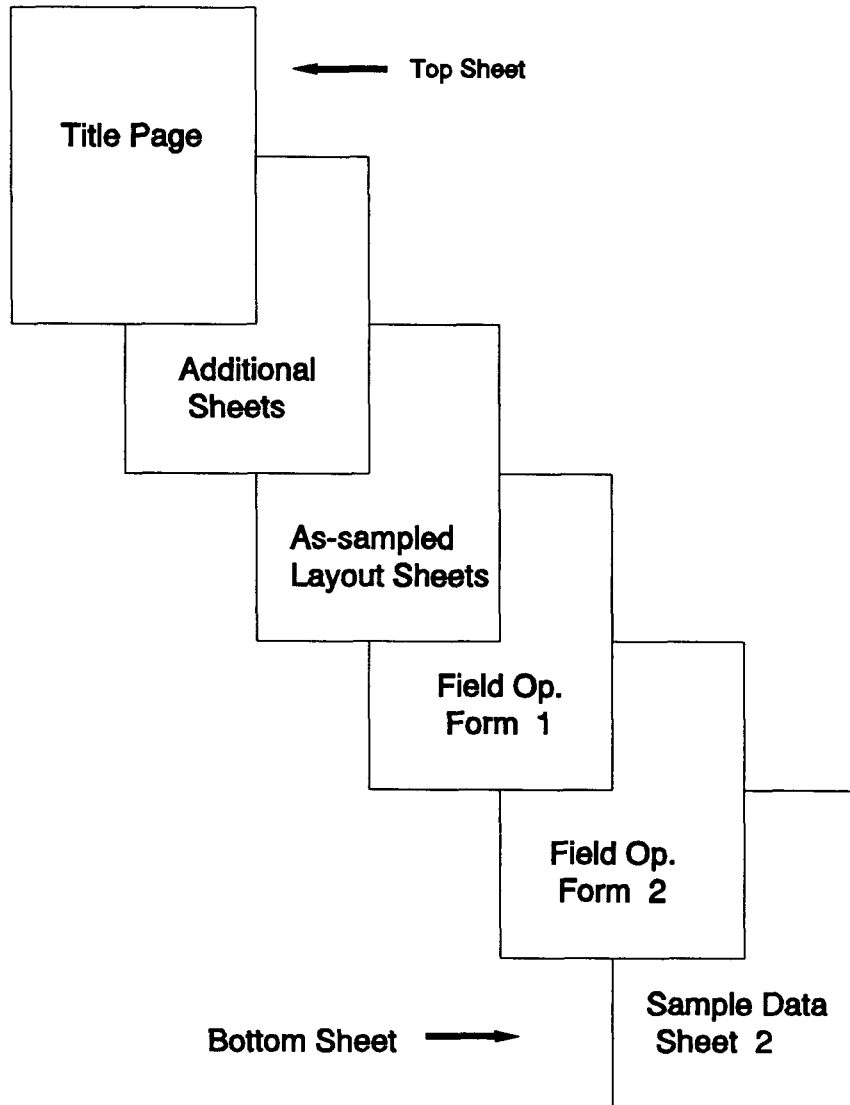 Top Sheet
Title Page
Additional
Sheets
As-sampled
Layout Sheets
Field Op.
Form 1
Field Op.
Form 2
Sample Data
Sheet 2
Bottom Sheet